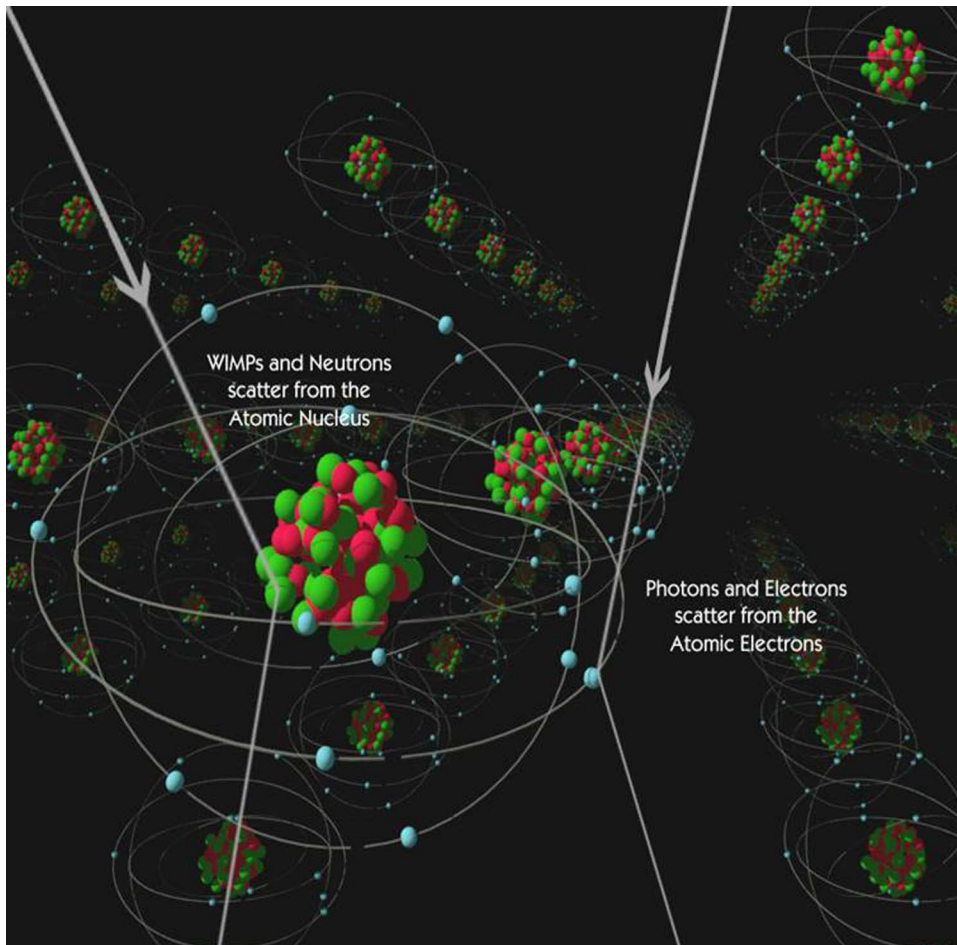 WIMPs and Neutrons
scatter from the
Atomic Nucleus
Photons and Electrons
scatter from the
Atomic Electrons